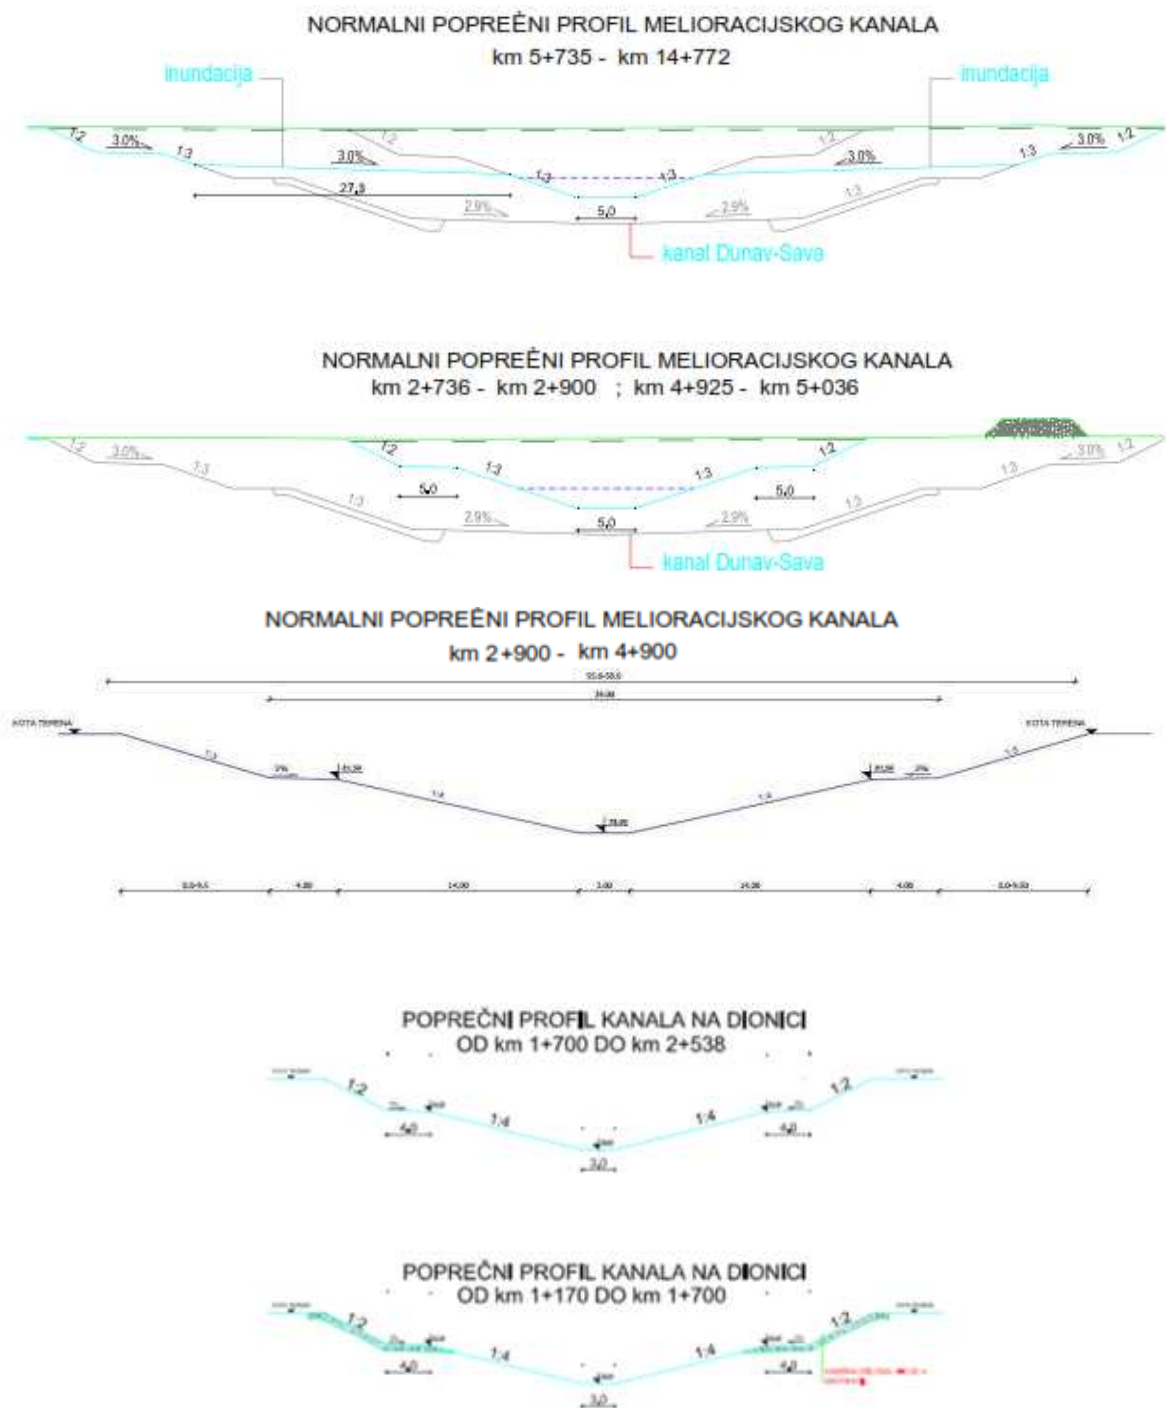 NORMALNI POPREĖNI PROFIL MELIORACIJSKOG KANALA
km 5+735 - km 14+772
inundacija inundacija
1:2 3.0% 1:3 3.0% 1:2 1:3 1:3 1:2 3.0% 1:3 3.0% 1:2
27,3 1:3 1:3
2.9% 5,0 2.9%
kanal Dunav-Sava
NORMALNI POPREĖNI PROFIL MELIORACIJSKOG KANALA
km 2+736 - km 2+900 ; km 4+925 - km 5+036
1:2 3.0% 1:3 1:2 1:3 1:3 1:2 1:3 3.0% 1:2
1:3 5,0 5,0 1:3
2.9% 5,0 2.9%
kanal Dunav-Sava
NORMALNI POPREĖNI PROFIL MELIORACIJSKOG KANALA
km 2+900 - km 4+900
KOTA TERENA KOTA TERENA
1:3 1:3
1:4 1:4
4.00 14.00 3.00 14.00 4.00
POPREČNI PROFIL KANALA NA DIONICI
OD km 1+700 DO km 2+538
1:2 1:2
1:4 1:4
4,0 4,0
3,0
POPREČNI PROFIL KANALA NA DIONICI
OD km 1+170 DO km 1+700
1:2 1:2
1:4 1:4
4,0 4,0
3,0